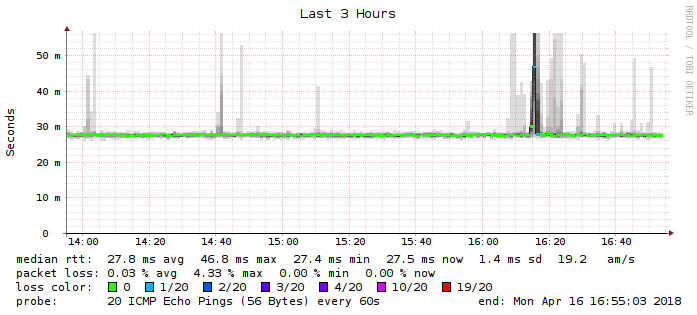 Last 3 Hours
RRDTOOL / TOBI OETIKER
Seconds
50 m
40 m
30 m
20 m
10 m
0
14:00 14:20 14:40 15:00 15:20 15:40 16:00 16:20 16:40
median rtt: 27.8 ms avg 46.8 ms max 27.4 ms min 27.5 ms now 1.4 ms sd 19.2 am/s
packet loss: 0.03 % avg 4.33 % max 0.00 % min 0.00 % now
loss color: 0 1/20 2/20 3/20 4/20 10/20 19/20
probe: 20 ICMP Echo Pings (56 Bytes) every 60s end: Mon Apr 16 16:55:03 2018